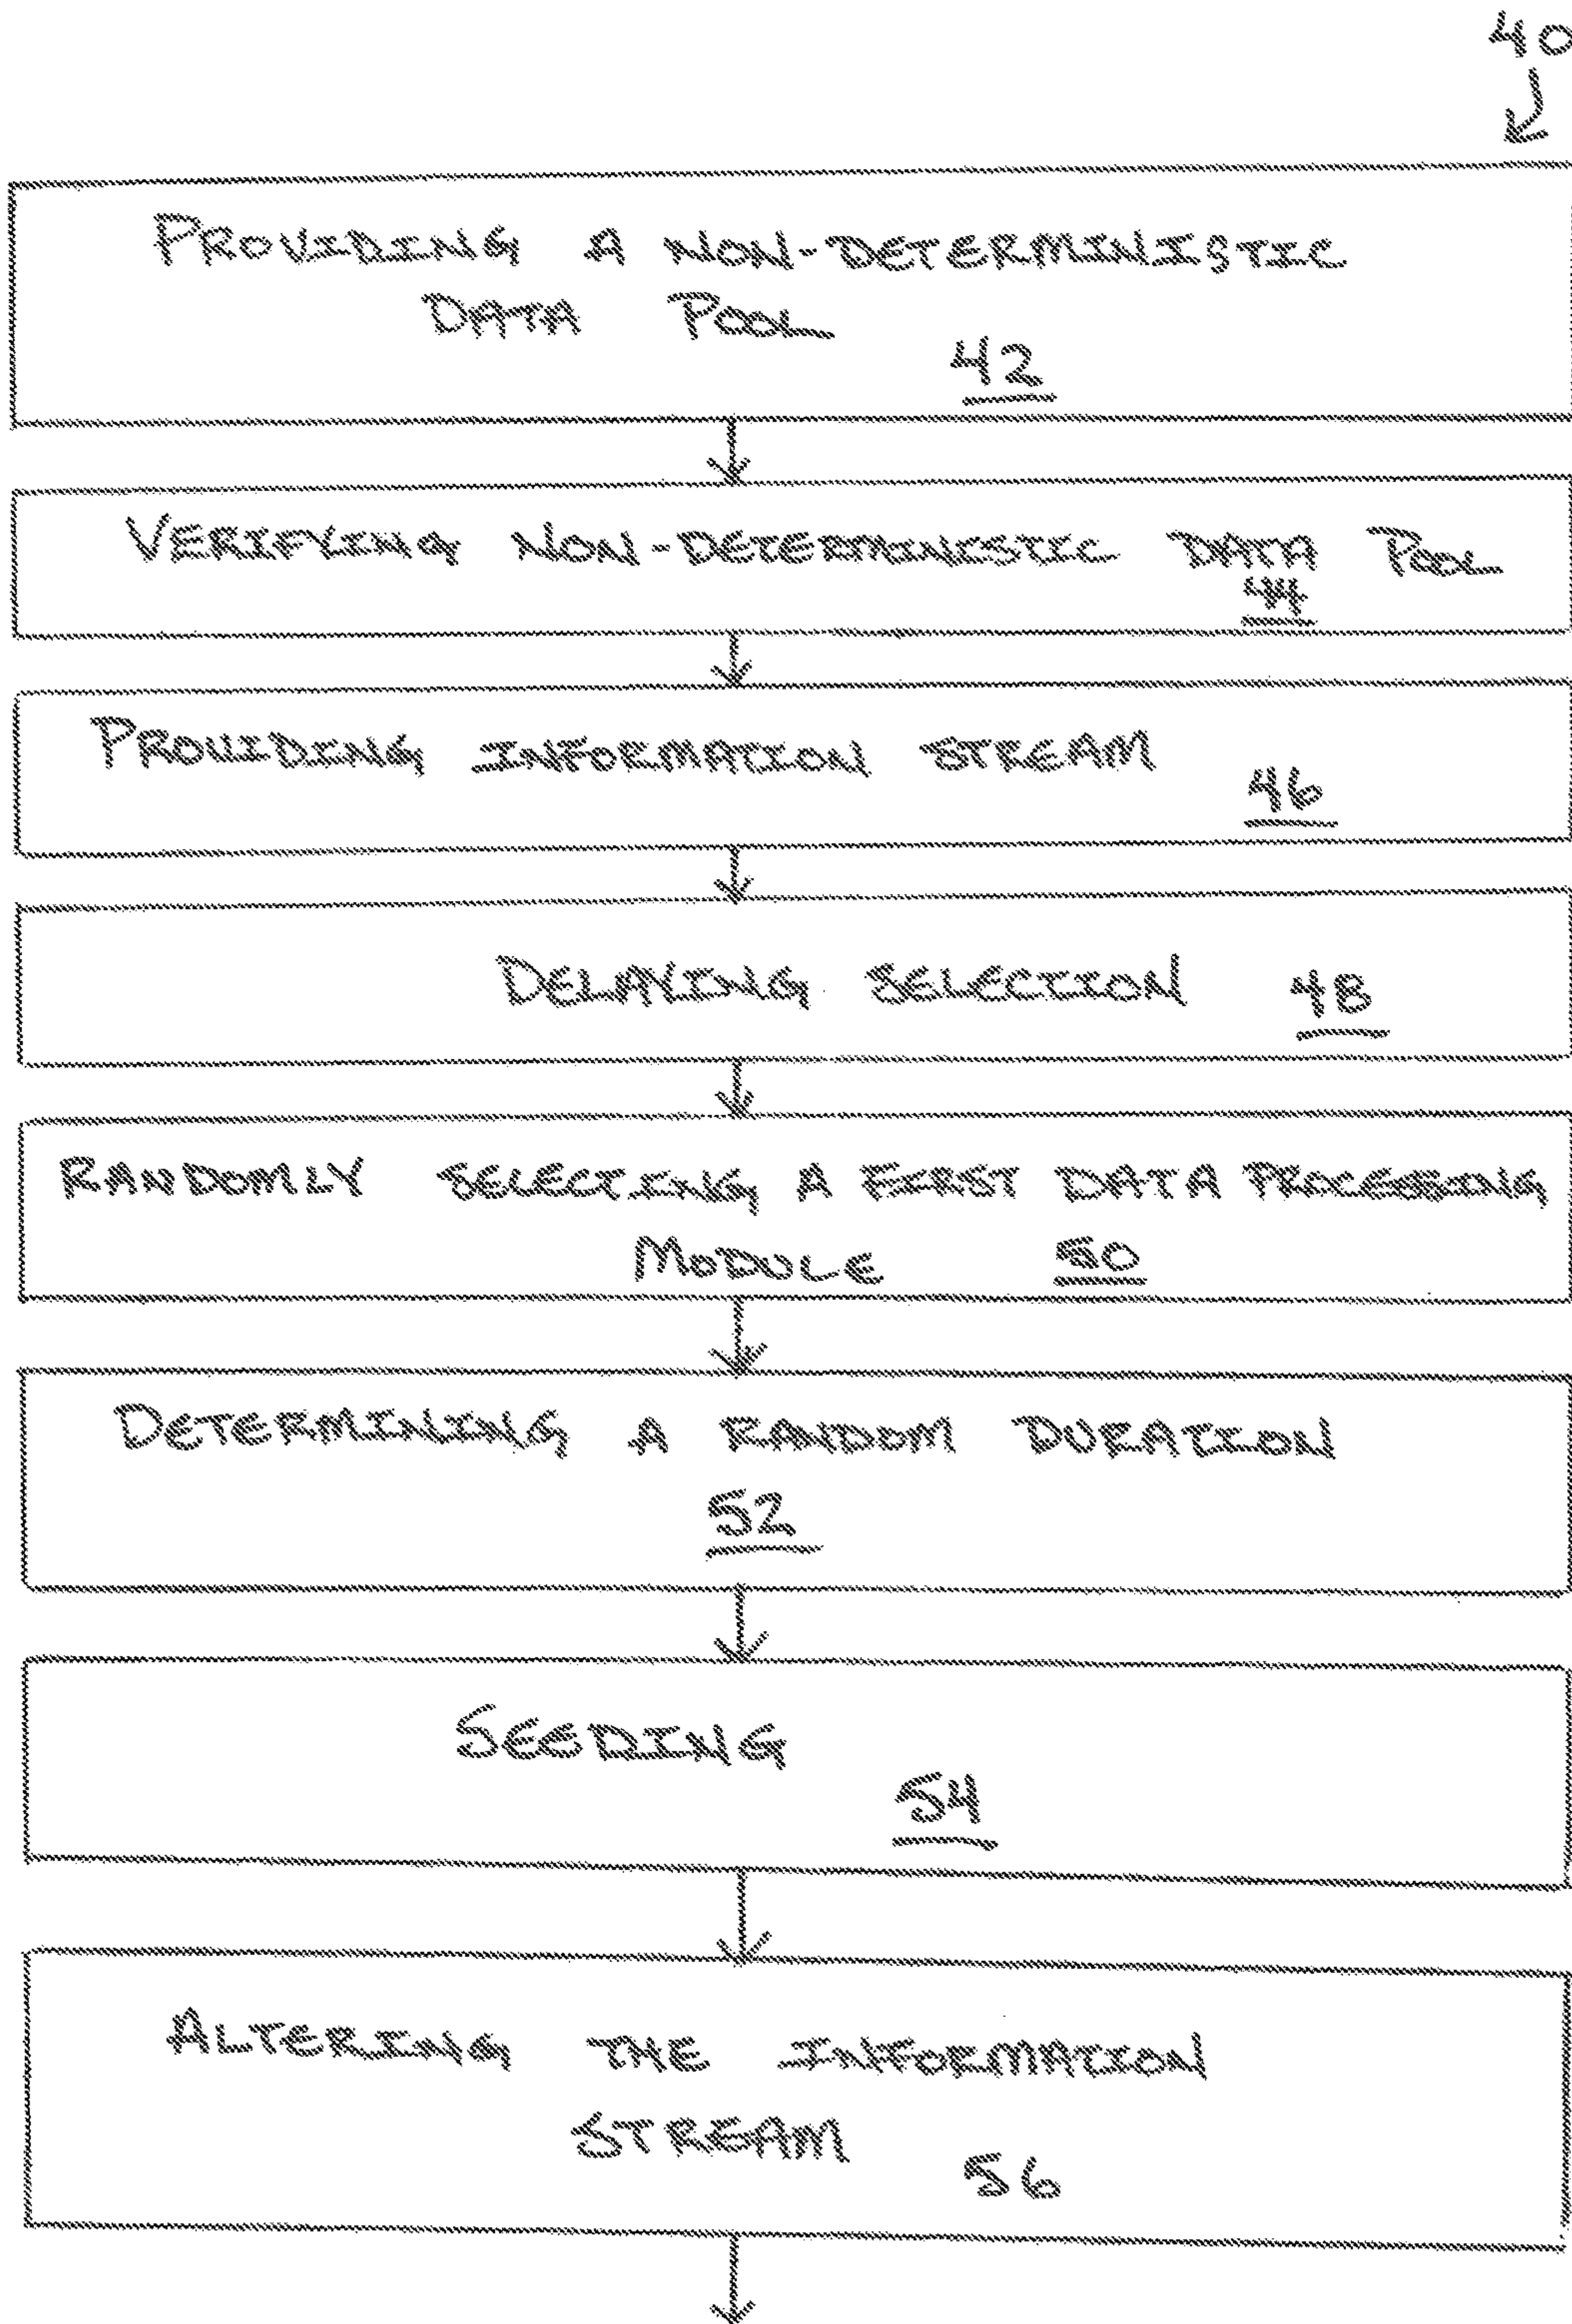 40
PROVIDING A NON-DETERMINISTIC
DATA POOL
42
VERIFYING NON-DETERMINISTIC DATA POOL
44
PROVIDING INFORMATION STREAM
46
DELAYING SELECTION 48
RANDOMLY SELECTING A FIRST DATA PROCESSING
MODULE 50
DETERMINING A RANDOM DURATION
52
SEEDING
54
ALTERING THE INFORMATION
STREAM 56